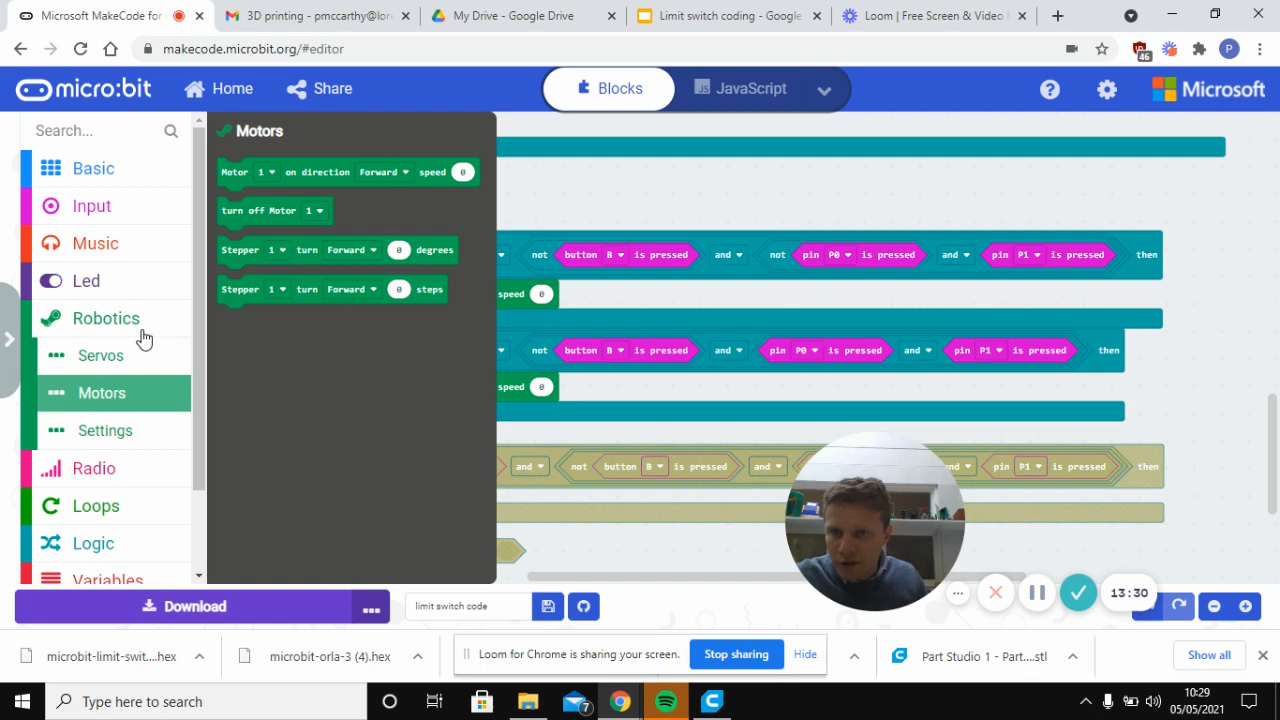 Microsoft MakeCode for
3D printing - pmccarthy@lor
My Drive - Google Drive
Limit switch coding - Google
Loom | Free Screen & Video
makecode.microbit.org/#editor
46
P
micro:bit
Home
Share
Blocks
JavaScript
Microsoft
Search...
Basic
Input
Music
Led
Robotics
Servos
Motors
Settings
Radio
Loops
Logic
Variables
Motors
Motor 1 on direction Forward speed 0
turn off Motor 1
Stepper 1 turn Forward 0 degrees
Stepper 1 turn Forward 0 steps
not button B is pressed and not pin P0 is pressed and pin P1 is pressed then
speed 0
not button B is pressed and pin P0 is pressed and pin P1 is pressed then
speed 0
and not button B is pressed and pin P1 is pressed then
13:30
Download
limit switch code
microbit-limit-swit....hex
microbit-orla-3 (4).hex
Loom for Chrome is sharing your screen.
Stop sharing
Hide
Part Studio 1 - Part....stl
Show all
Type here to search
7
10:29
05/05/2021